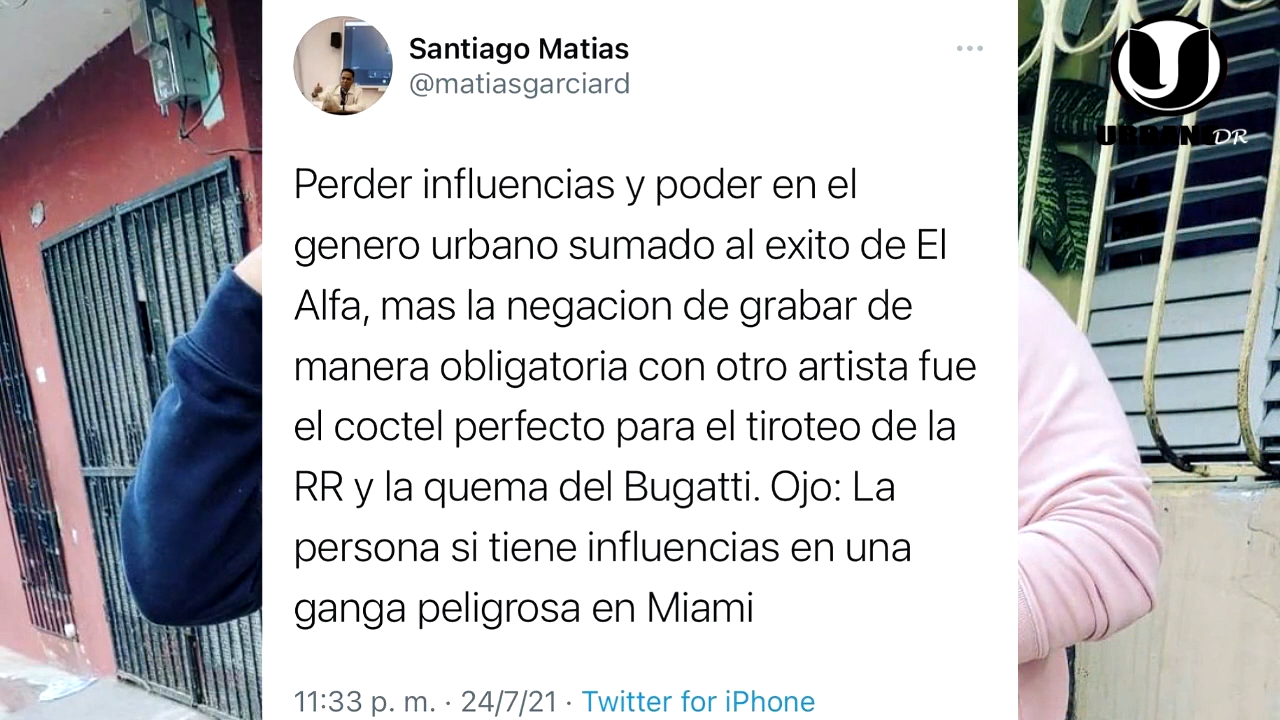 Santiago Matias
@matiasgarciard
Perder influencias y poder en el
genero urbano sumado al exito de El
Alfa, mas la negacion de grabar de
manera obligatoria con otro artista fue
el coctel perfecto para el tiroteo de la
RR y la quema del Bugatti. Ojo: La
persona si tiene influencias en una
ganga peligrosa en Miami
11:33 p. m. · 24/7/21 · Twitter for iPhone
U
URBANO DR